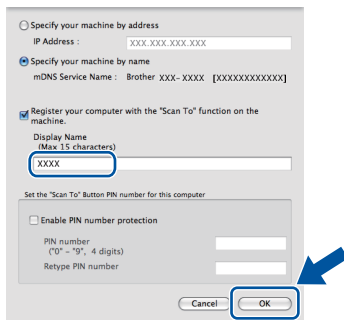 Specify your machine by address
IP Address : XXX.XXX.XXX.XXX
Specify your machine by name
mDNS Service Name : Brother XXX-XXXX [XXXXXXXXXXXX]
Register your computer with the "Scan To" function on the
machine.
Display Name
(Max 15 characters)
XXXX
Set the "Scan To" Button PIN number for this computer
Enable PIN number protection
PIN number
("0" – "9", 4 digits)
Retype PIN number
Cancel OK